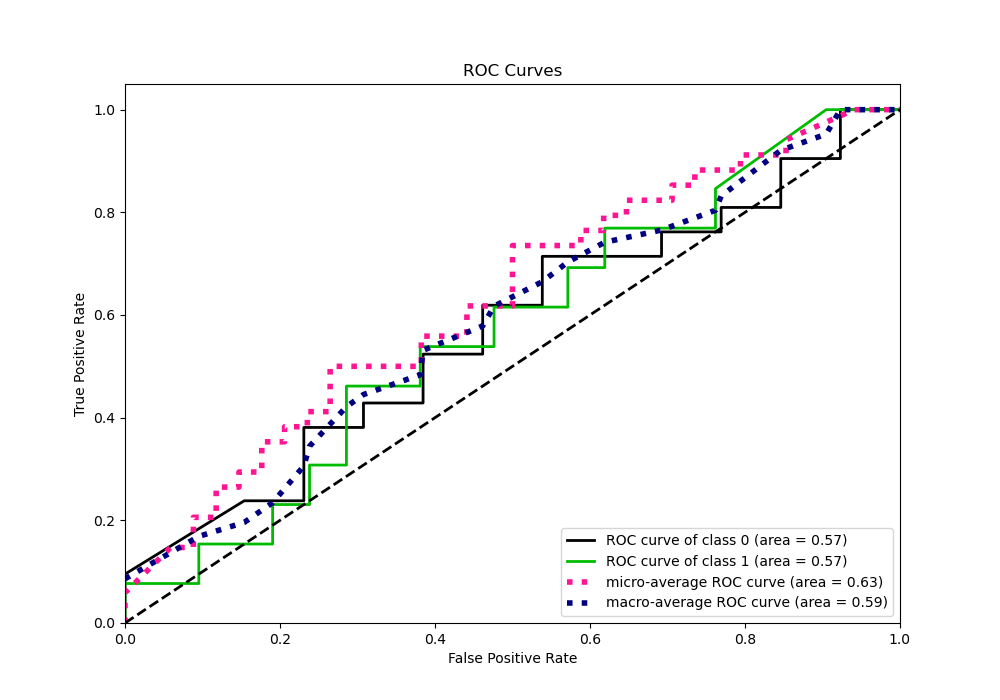 ROC Curves
True Positive Rate
1.0
0.8
0.6
0.4
0.2
0.0
0.0 0.2 0.4 0.6 0.8 1.0
False Positive Rate
ROC curve of class 0 (area = 0.57)
ROC curve of class 1 (area = 0.57)
micro-average ROC curve (area = 0.63)
macro-average ROC curve (area = 0.59)